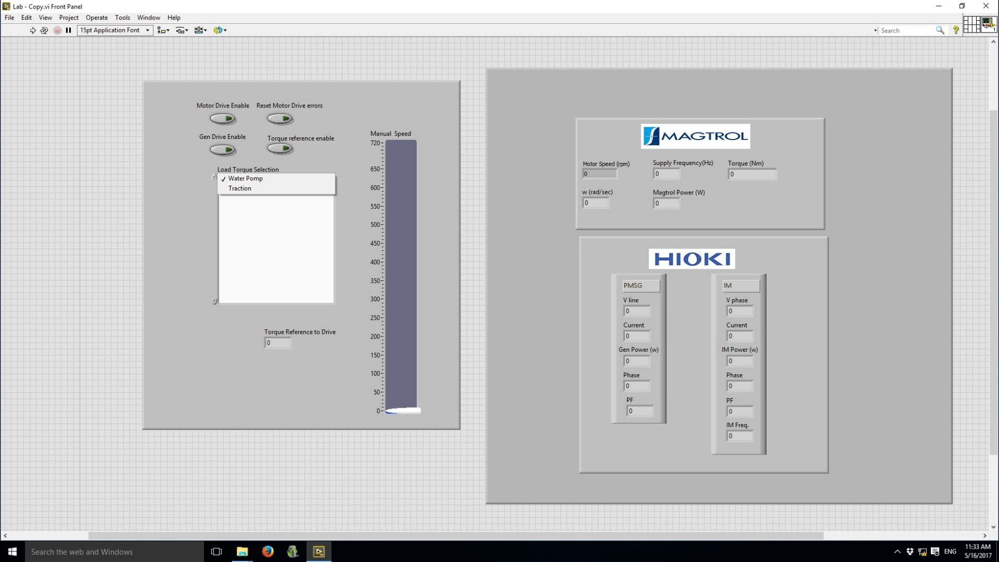 Lab - Copy.vi Front Panel
File Edit View Project Operate Tools Window Help
15pt Application Font
Search
Motor Drive Enable Reset Motor Drive errors
Gen Drive Enable Torque reference enable
Load Torque Selection
Water Pomp
Traction
Torque Reference to Drive
0
Manual Speed
720
650
600
550
500
450
400
350
300
250
200
150
100
50
0
MAGTROL
Motor Speed (rpm) Supply Frequency(Hz) Torque (Nm)
0 0 0
w (rad/sec) Magtrol Power (W)
0 0
HIOKI
PMSG
V line
0
Current
0
Gen Power (w)
0
Phase
0
PF
0
IM
V phase
0
Current
0
IM Power (w)
0
Phase
0
PF
0
IM Freq.
0
Search the web and Windows
ENG
11:33 AM
5/16/2017